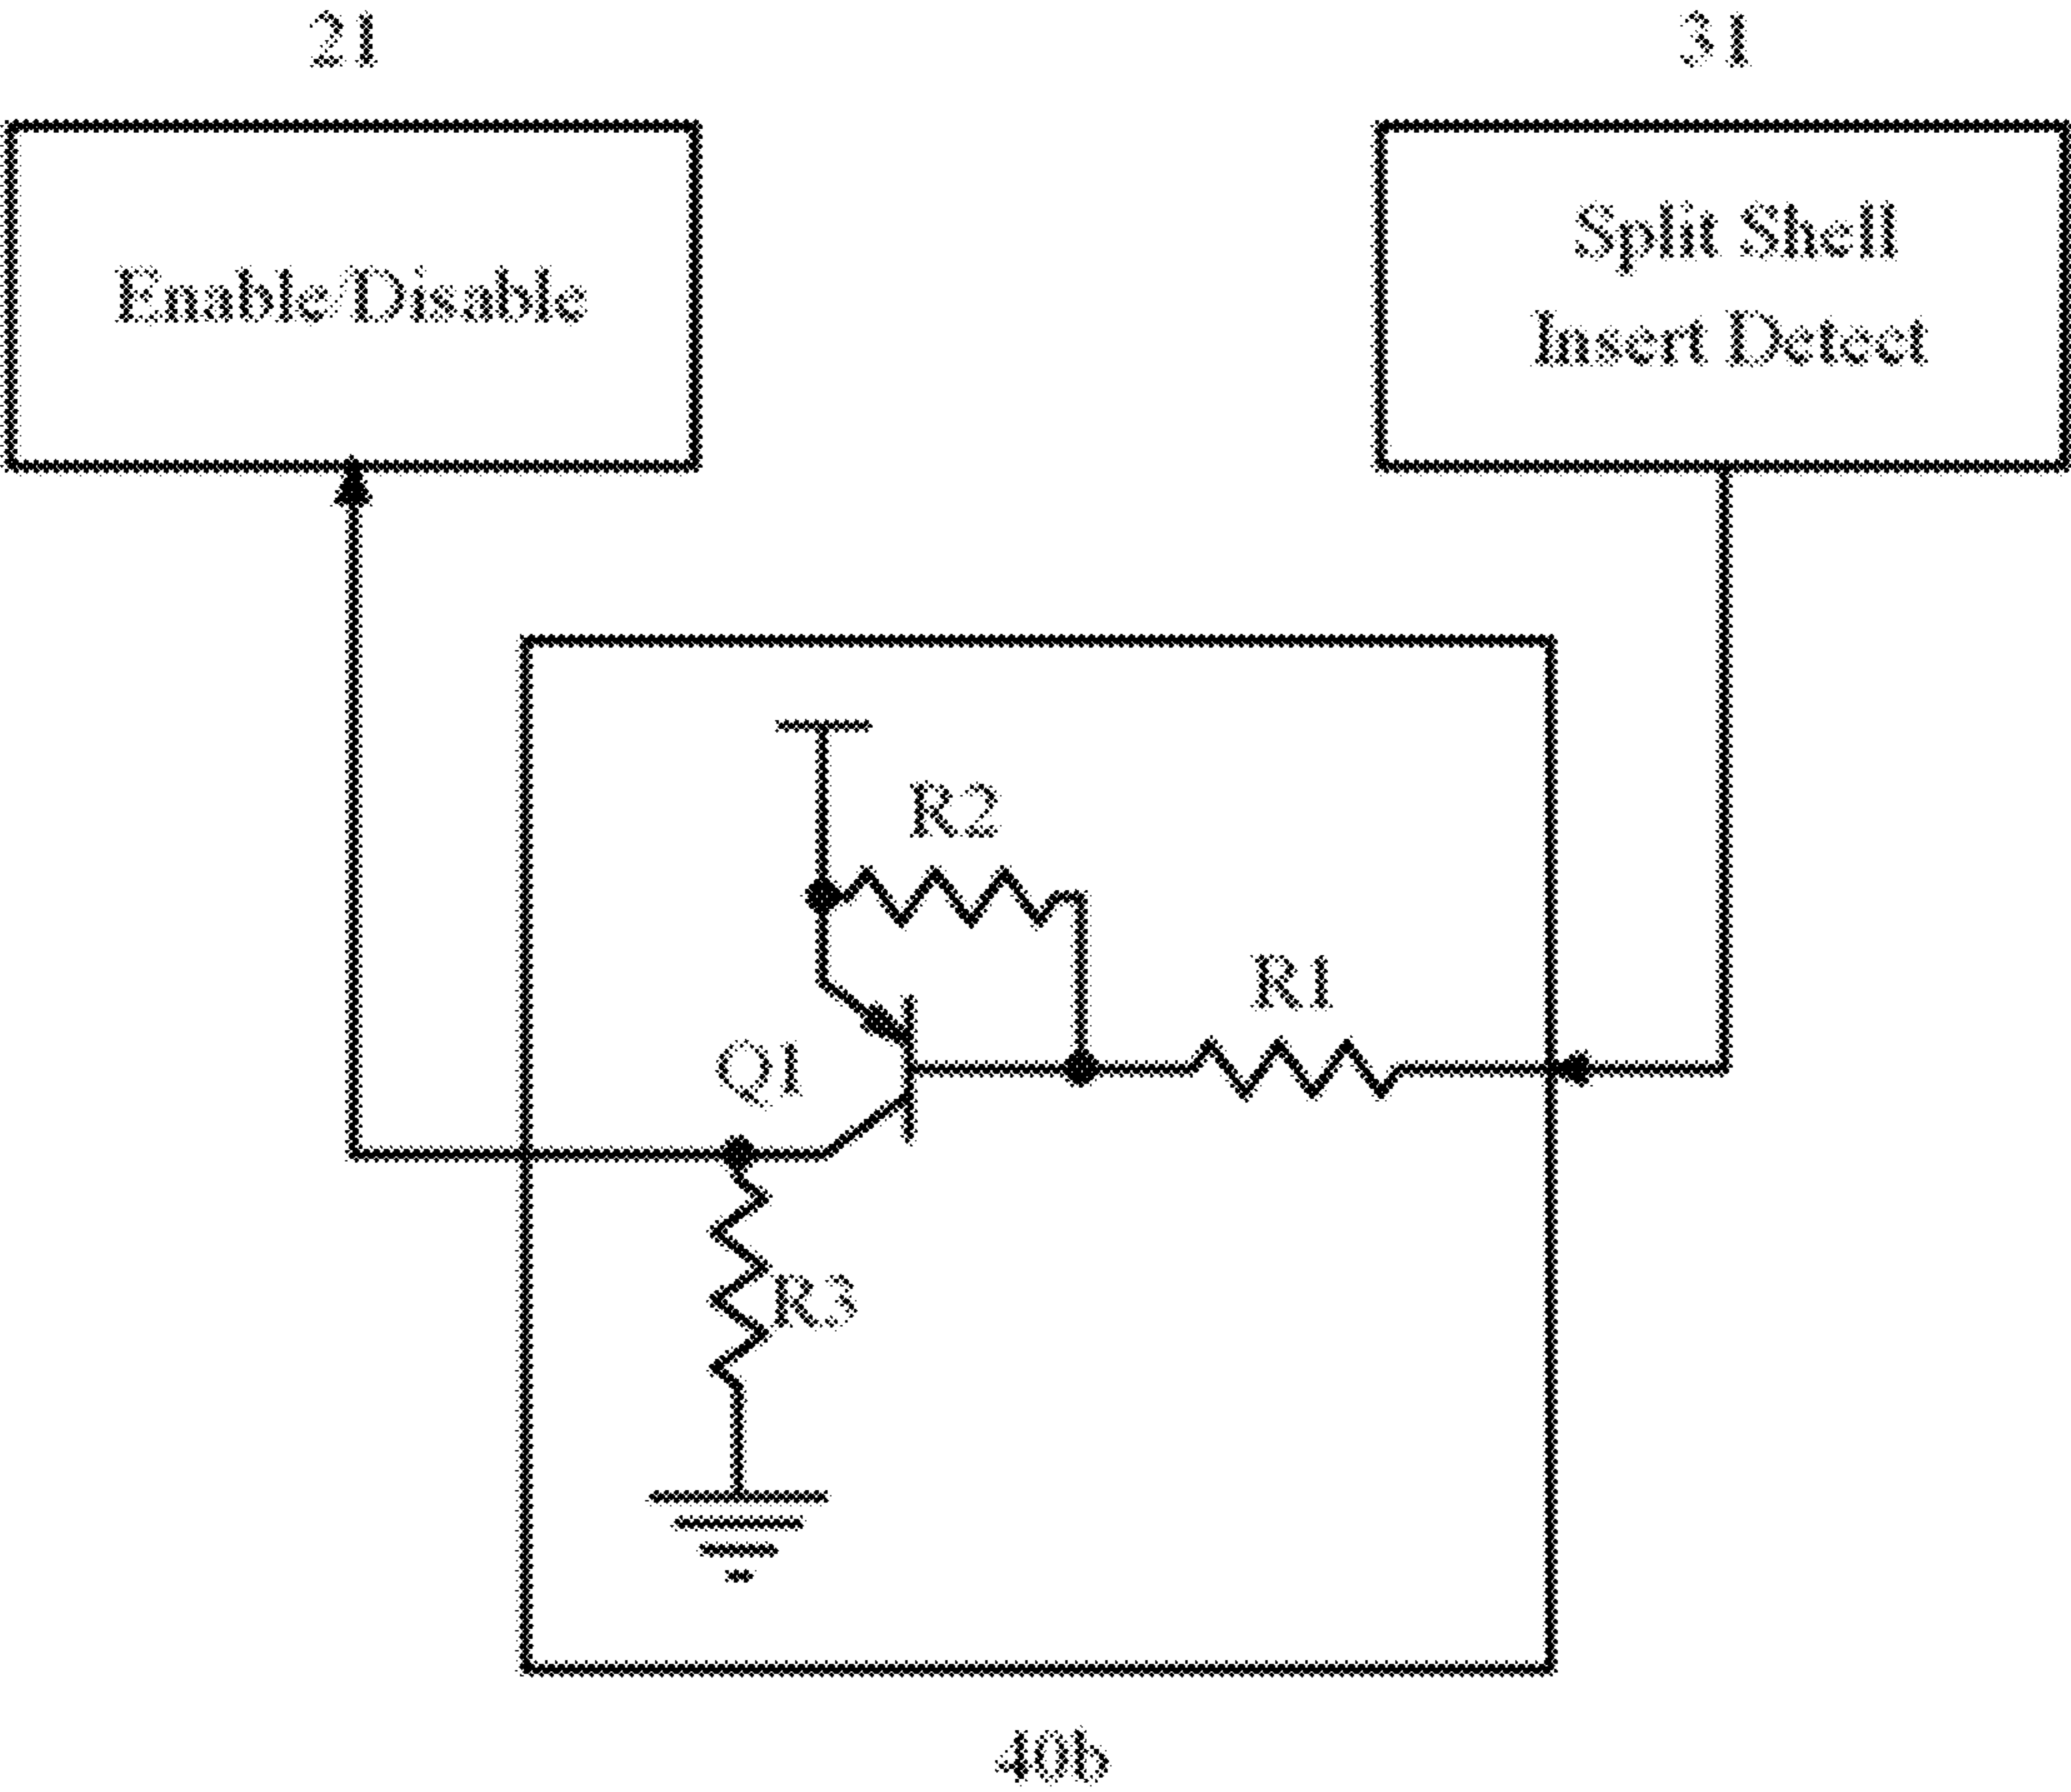 21
31
Enable/Disable
Split Shell
Insert Detect
R2
R1
Q1
R3
40b